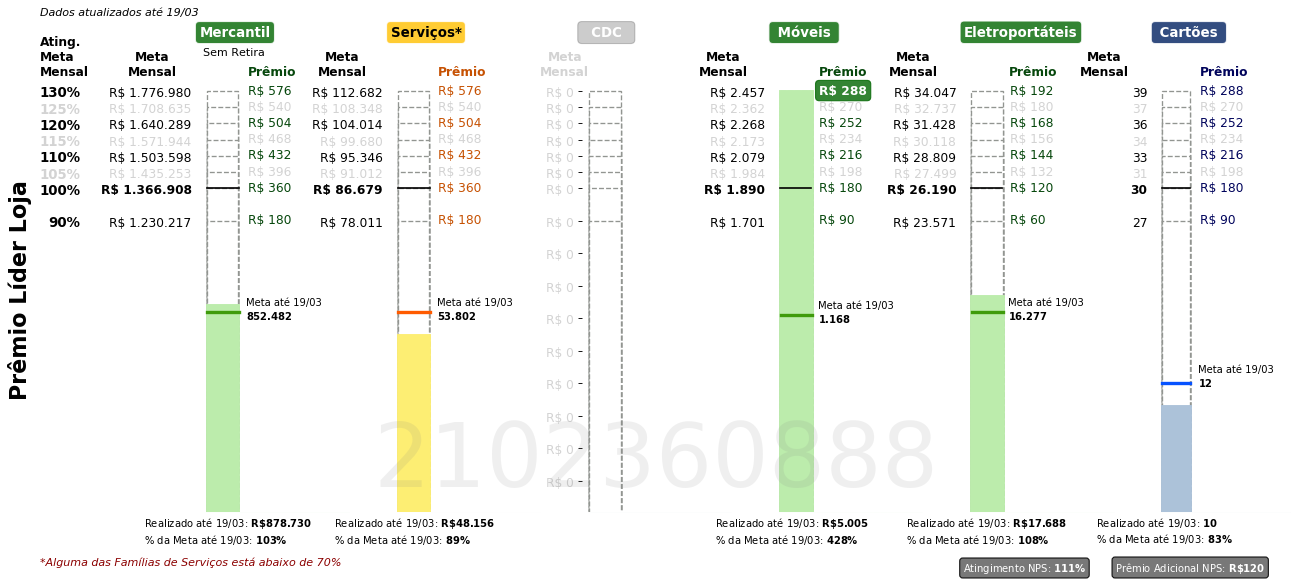 Dados atualizados até 19/03
Mercantil Serviços* CDC Móveis Eletroportáteis Cartões
Sem Retira
Ating. Meta Mensal
Meta Mensal Prêmio Meta Mensal Prêmio Meta Mensal Meta Mensal Prêmio Meta Mensal Prêmio Meta Mensal Prêmio
130% R$ 1.776.980 R$ 576 R$ 112.682 R$ 576 R$ 0 R$ 2.457 R$ 288 R$ 34.047 R$ 192 39 R$ 288
125% R$ 1.708.635 R$ 540 R$ 108.348 R$ 540 R$ 0 R$ 2.362 R$ 270 R$ 32.737 R$ 180 37 R$ 270
120% R$ 1.640.289 R$ 504 R$ 104.014 R$ 504 R$ 0 R$ 2.268 R$ 252 R$ 31.428 R$ 168 36 R$ 252
115% R$ 1.571.944 R$ 468 R$ 99.680 R$ 468 R$ 0 R$ 2.173 R$ 234 R$ 30.118 R$ 156 34 R$ 234
110% R$ 1.503.598 R$ 432 R$ 95.346 R$ 432 R$ 0 R$ 2.079 R$ 216 R$ 28.809 R$ 144 33 R$ 216
105% R$ 1.435.253 R$ 396 R$ 91.012 R$ 396 R$ 0 R$ 1.984 R$ 198 R$ 27.499 R$ 132 31 R$ 198
100% R$ 1.366.908 R$ 360 R$ 86.679 R$ 360 R$ 0 R$ 1.890 R$ 180 R$ 26.190 R$ 120 30 R$ 180
90% R$ 1.230.217 R$ 180 R$ 78.011 R$ 180 R$ 0 R$ 1.701 R$ 90 R$ 23.571 R$ 60 27 R$ 90
R$ 0
R$ 0
R$ 0
R$ 0
R$ 0
R$ 0
R$ 0
R$ 0
Prêmio Líder Loja
Meta até 19/03
852.482
Meta até 19/03
53.802
Meta até 19/03
1.168
Meta até 19/03
16.277
Meta até 19/03
12
2102360888
Realizado até 19/03: R$878.730
% da Meta até 19/03: 103%
Realizado até 19/03: R$48.156
% da Meta até 19/03: 89%
Realizado até 19/03: R$5.005
% da Meta até 19/03: 428%
Realizado até 19/03: R$17.688
% da Meta até 19/03: 108%
Realizado até 19/03: 10
% da Meta até 19/03: 83%
*Alguma das Famílias de Serviços está abaixo de 70%
Atingimento NPS: 111%
Prêmio Adicional NPS: R$120